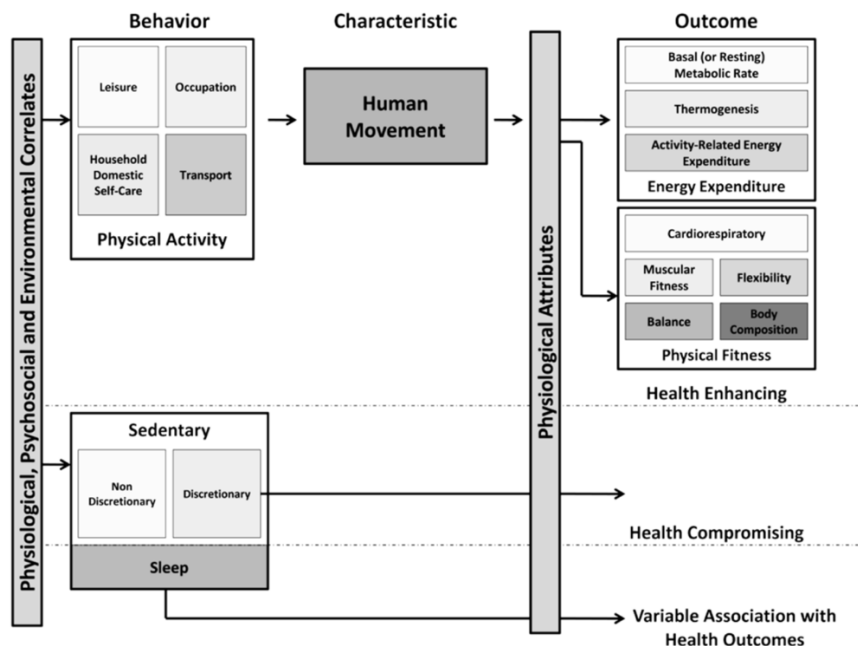 Behavior
Characteristic
Outcome
Physiological, Psychosocial and Environmental Correlates
Leisure
Occupation
Household
Domestic
Self-Care
Transport
Physical Activity
Human
Movement
Physiological Attributes
Basal (or Resting)
Metabolic Rate
Thermogenesis
Activity-Related Energy
Expenditure
Energy Expenditure
Cardiorespiratory
Muscular
Fitness
Flexibility
Balance
Body
Composition
Physical Fitness
Health Enhancing
Sedentary
Non
Discretionary
Discretionary
Health Compromising
Sleep
Variable Association with
Health Outcomes